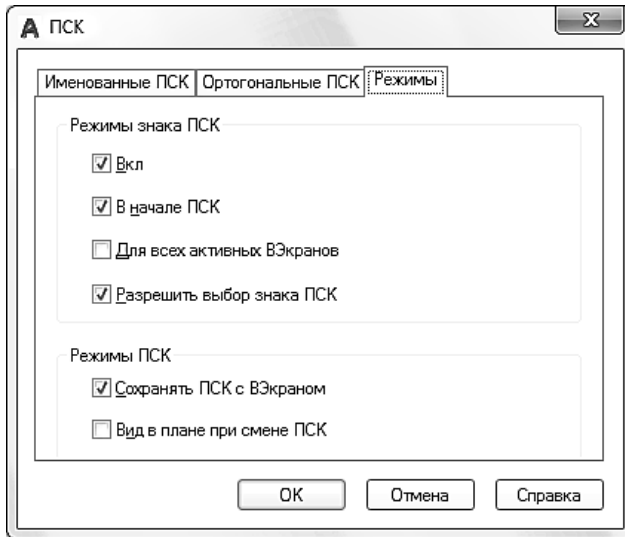 ПСК
Именованные ПСК Ортогональные ПСК Режимы
Режимы знака ПСК
Вкл
В начале ПСК
Для всех активных ВЭкранов
Разрешить выбор знака ПСК
Режимы ПСК
Сохранять ПСК с ВЭкраном
Вид в плане при смене ПСК
ОК Отмена Справка